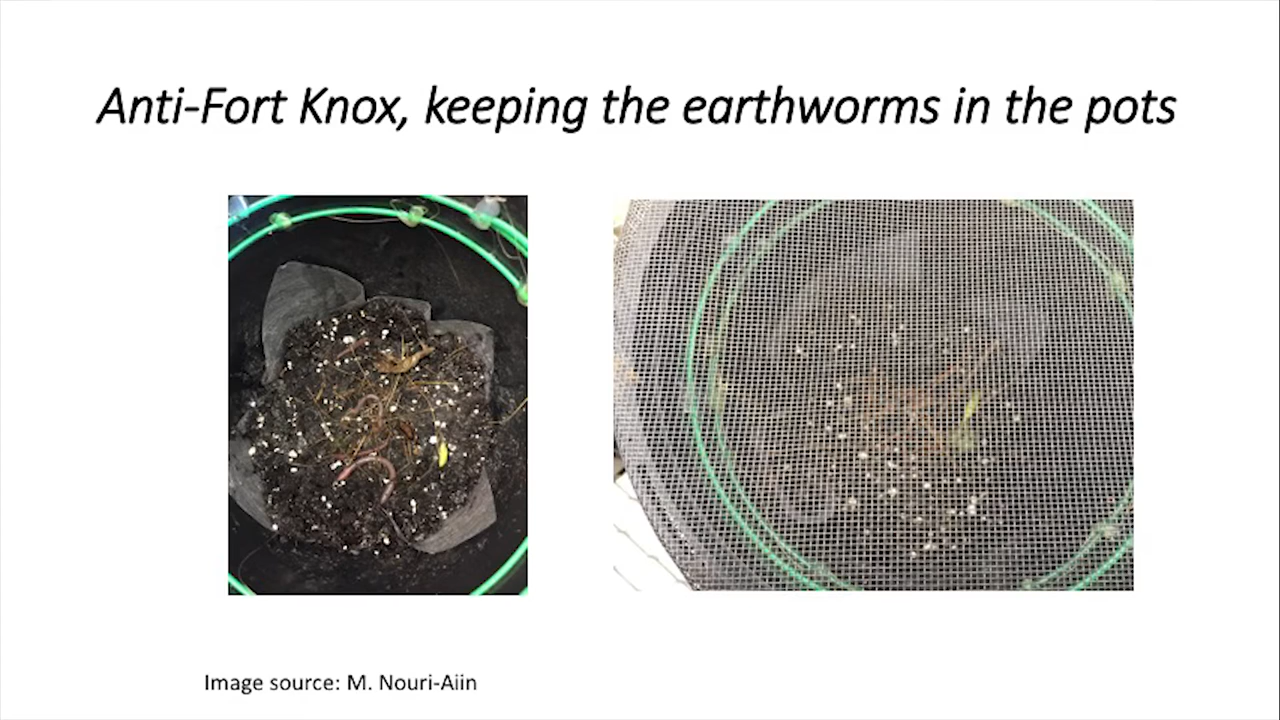 Anti-Fort Knox, keeping the earthworms in the pots
Image source: M. Nouri-Aiin